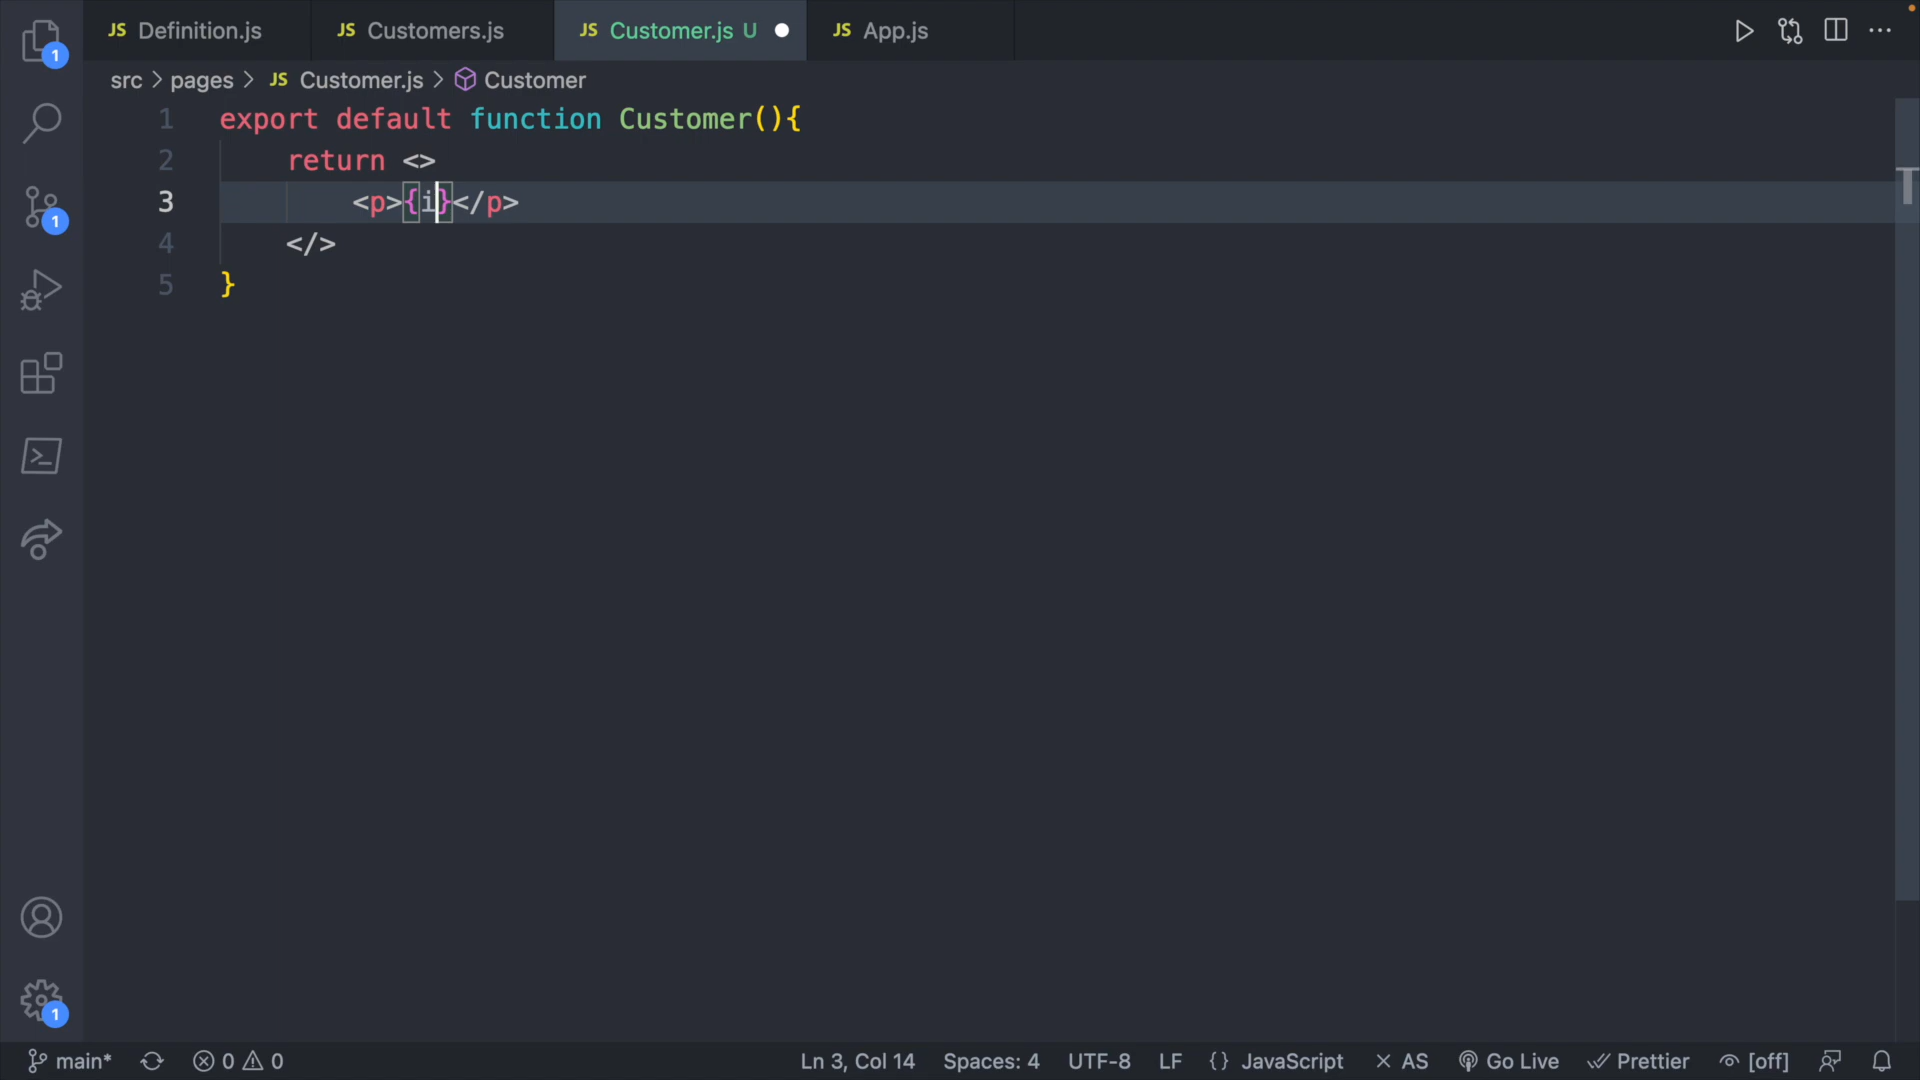 1
JS Definition.js
JS Customers.js
JS Customer.js U
JS App.js
src > pages > JS Customer.js > Customer
1 export default function Customer(){
2 return <>
3 <p>{i}</p>
4 </>
5 }
1
1
main*
0 0
Ln 3, Col 14
Spaces: 4
UTF-8
LF
{} JavaScript
AS
Go Live
Prettier
[off]